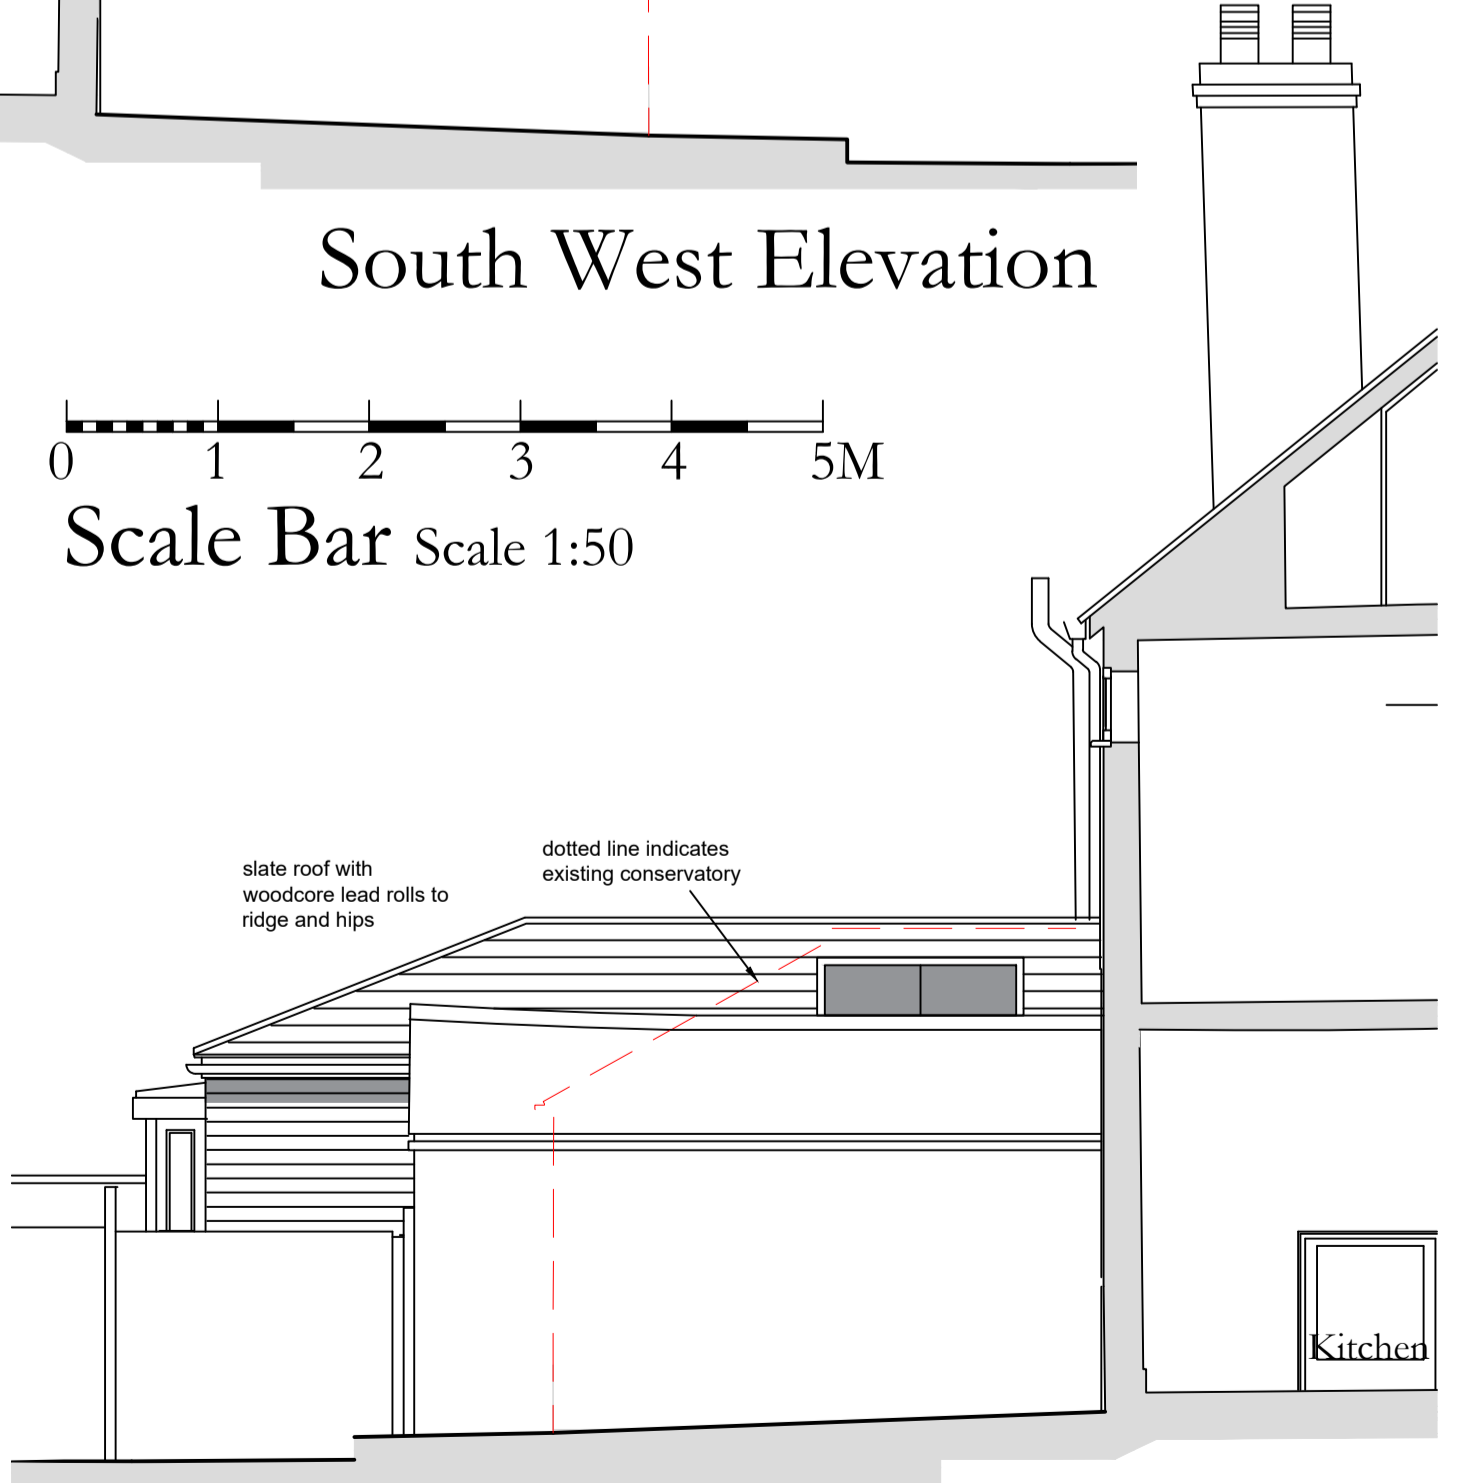 South West Elevation
0 1 2 3 4 5M
Scale Bar Scale 1:50
dotted line indicates
existing conservatory
slate roof with
woodcore lead rolls to
ridge and hips
Kitchen